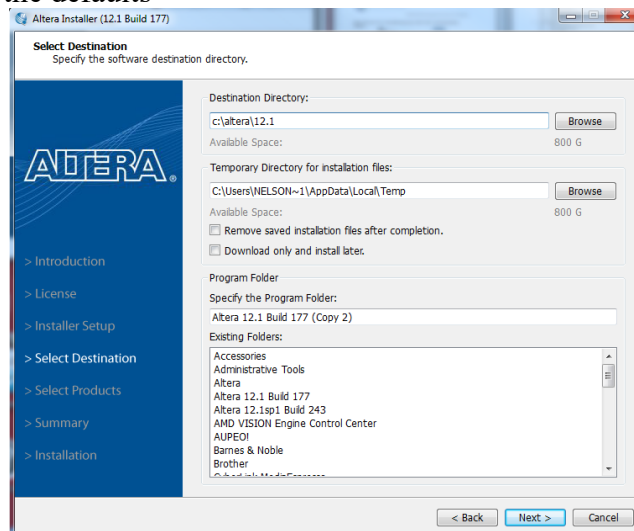 the defaults
Altera Installer (12.1 Build 177)
Select Destination
Specify the software destination directory.
ALTERA®
> Introduction
> License
> Installer Setup
> Select Destination
> Select Products
> Summary
> Installation
Destination Directory:
c:\altera\12.1
Browse
Available Space: 800 G
Temporary Directory for installation files:
C:\Users\NELSON~1\AppData\Local\Temp
Browse
Available Space: 800 G
Remove saved installation files after completion.
Download only and install later.
Program Folder
Specify the Program Folder:
Altera 12.1 Build 177 (Copy 2)
Existing Folders:
Accessories
Administrative Tools
Altera
Altera 12.1 Build 177
Altera 12.1sp1 Build 243
AMD VISION Engine Control Center
AUPEO!
Barnes & Noble
Brother
< Back
Next >
Cancel